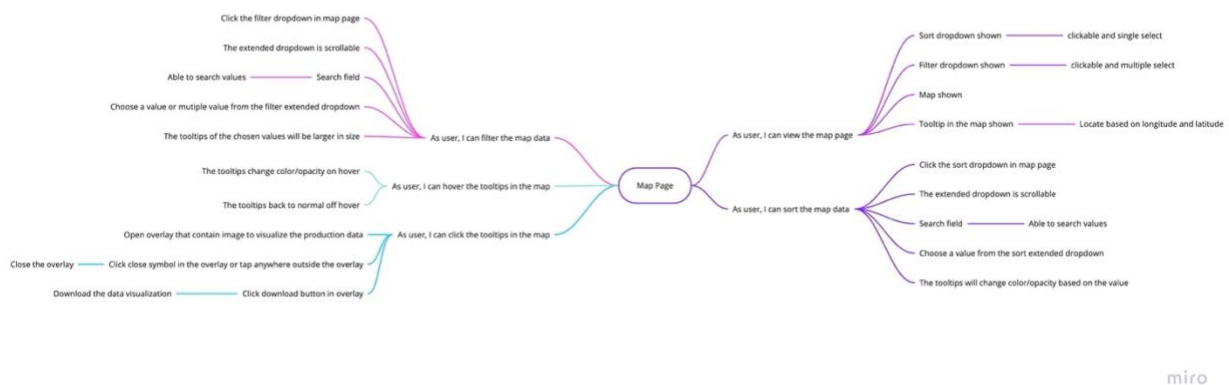 Click the filter dropdown in map page
The extended dropdown is scrollable
Able to search values
Search field
Choose a value or mutiple value from the filter extended dropdown
The tooltips of the chosen values will be larger in size
As user, I can filter the map data
The tooltips change color/opacity on hover
The tooltips back to normal off hover
As user, I can hover the tooltips in the map
Open overlay that contain image to visualize the production data
Close the overlay
Click close symbol in the overlay or tap anywhere outside the overlay
Download the data visualization
Click download button in overlay
As user, I can click the tooltips in the map
Map Page
As user, I can view the map page
Sort dropdown shown
clickable and single select
Filter dropdown shown
clickable and multiple select
Map shown
Tooltip in the map shown
Locate based on longitude and latitude
As user, I can sort the map data
Click the sort dropdown in map page
The extended dropdown is scrollable
Search field
Able to search values
Choose a value from the sort extended dropdown
The tooltips will change color/opacity based on the value
miro